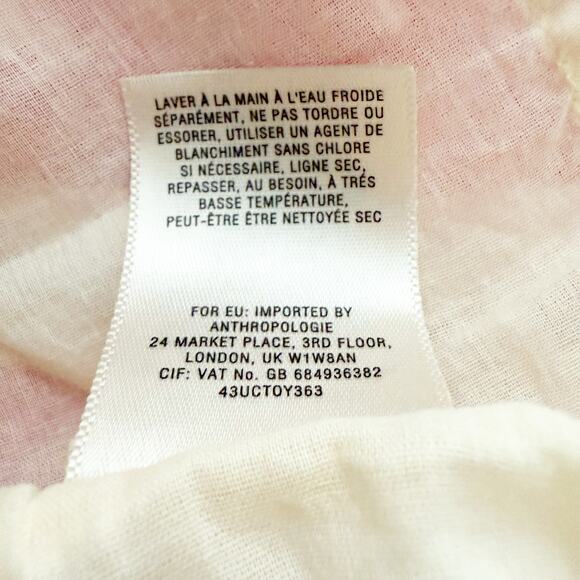 LAVER À LA MAIN À L'EAU FROIDE
SÉPARÉMENT, NE PAS TORDRE OU
ESSORER, UTILISER UN AGENT DE
BLANCHIMENT SANS CHLORE
SI NÉCESSAIRE, LIGNE SEC,
REPASSER, AU BESOIN, À TRÉS
BASSE TEMPÉRATURE,
PEUT-ÊTRE ÊTRE NETTOYÉE SEC
FOR EU: IMPORTED BY
ANTHROPOLOGIE
24 MARKET PLACE, 3RD FLOOR,
LONDON, UK W1W8AN
CIF: VAT No. GB 684936382
43UCTOY363